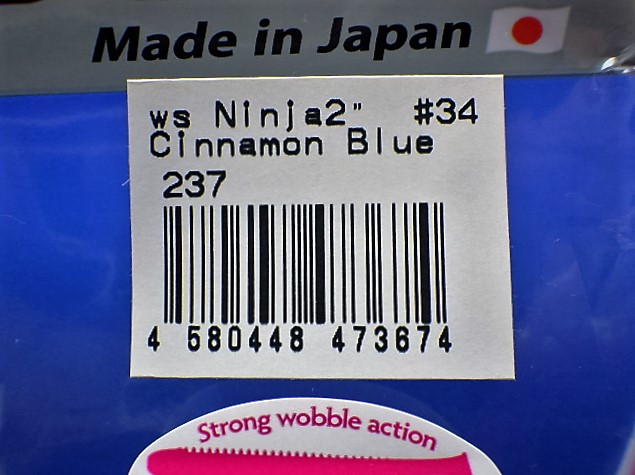 Made in Japan
ws Ninja2" #34
Cinnamon Blue
237
4 580448 473674
Strong wobble action